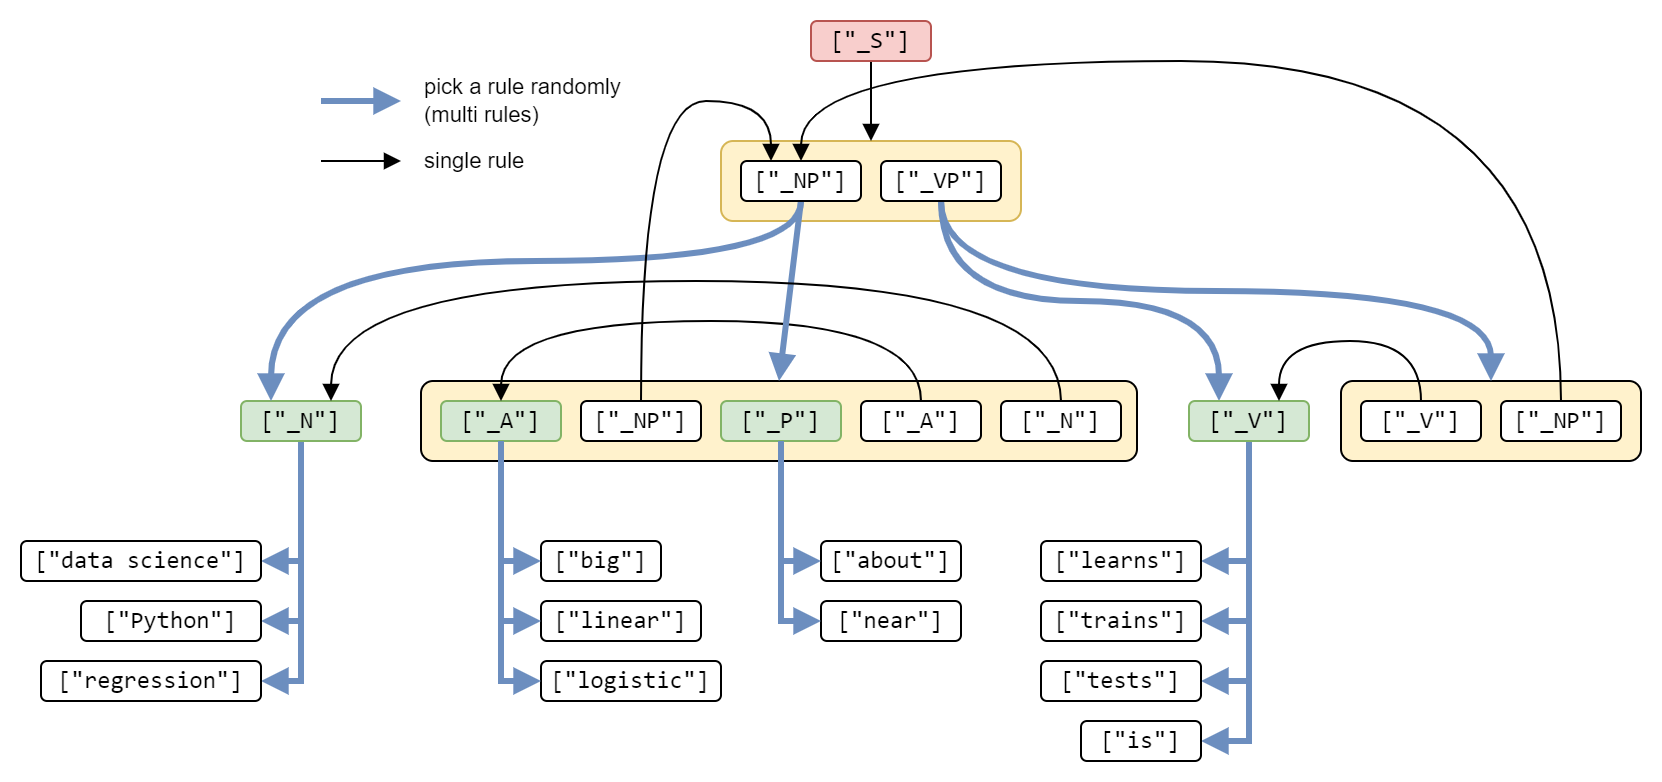 ["_S"]
pick a rule randomly
(multi rules)
single rule
["_NP"] ["_VP"]
["_N"] ["_A"] ["_NP"] ["_P"] ["_A"] ["_N"] ["_V"] ["_V"] ["_NP"]
["data science"] ["big"] ["about"] ["learns"]
["Python"] ["linear"] ["near"] ["trains"]
["regression"] ["logistic"] ["tests"]
["is"]